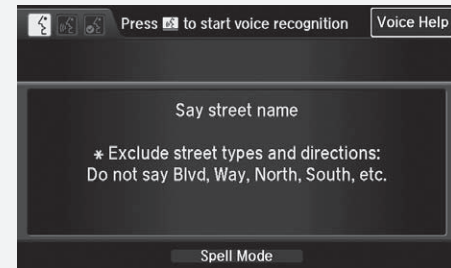 Press to start voice recognition
Voice Help
Say street name
* Exclude street types and directions:
Do not say Blvd, Way, North, South, etc.
Spell Mode